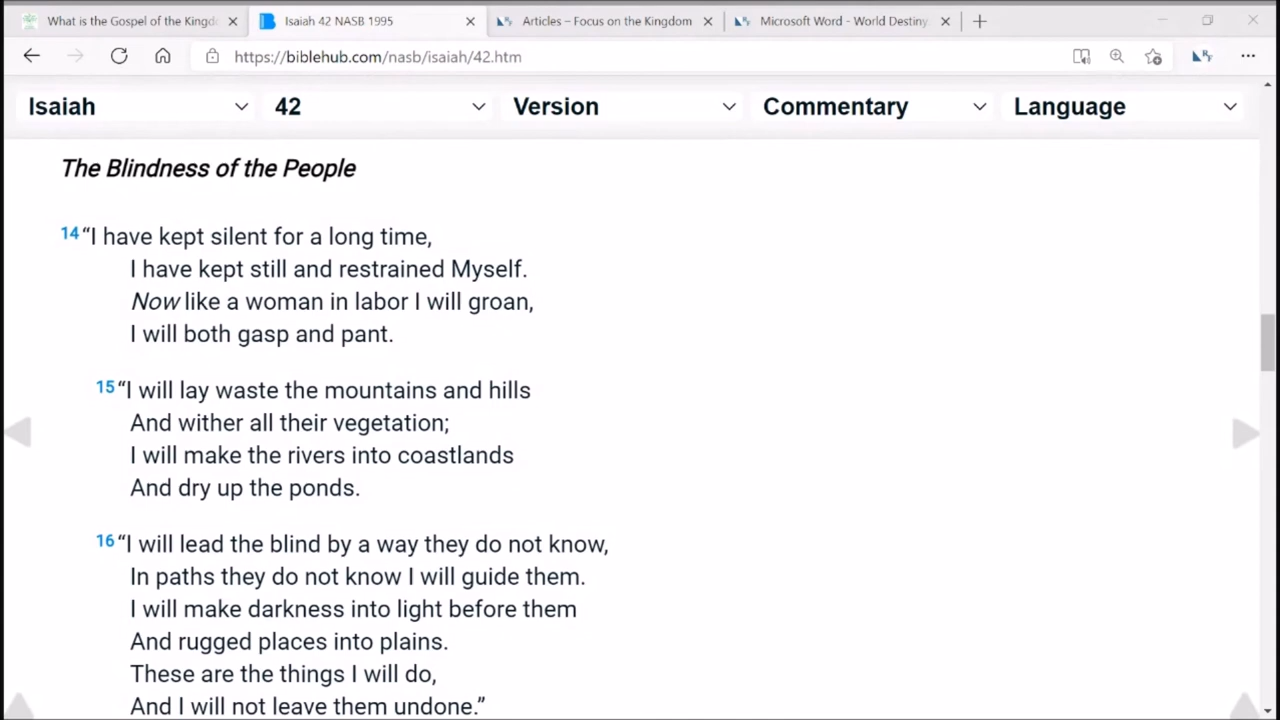 What is the Gospel of the Kingd
Isaiah 42 NASB 1995
Articles – Focus on the Kingdom
Microsoft Word - World Destiny
https://biblehub.com/nasb/isaiah/42.htm
Isaiah
42
Version
Commentary
Language
The Blindness of the People
14 “I have kept silent for a long time,
I have kept still and restrained Myself.
Now like a woman in labor I will groan,
I will both gasp and pant.
15 “I will lay waste the mountains and hills
And wither all their vegetation;
I will make the rivers into coastlands
And dry up the ponds.
16 “I will lead the blind by a way they do not know,
In paths they do not know I will guide them.
I will make darkness into light before them
And rugged places into plains.
These are the things I will do,
And I will not leave them undone.”